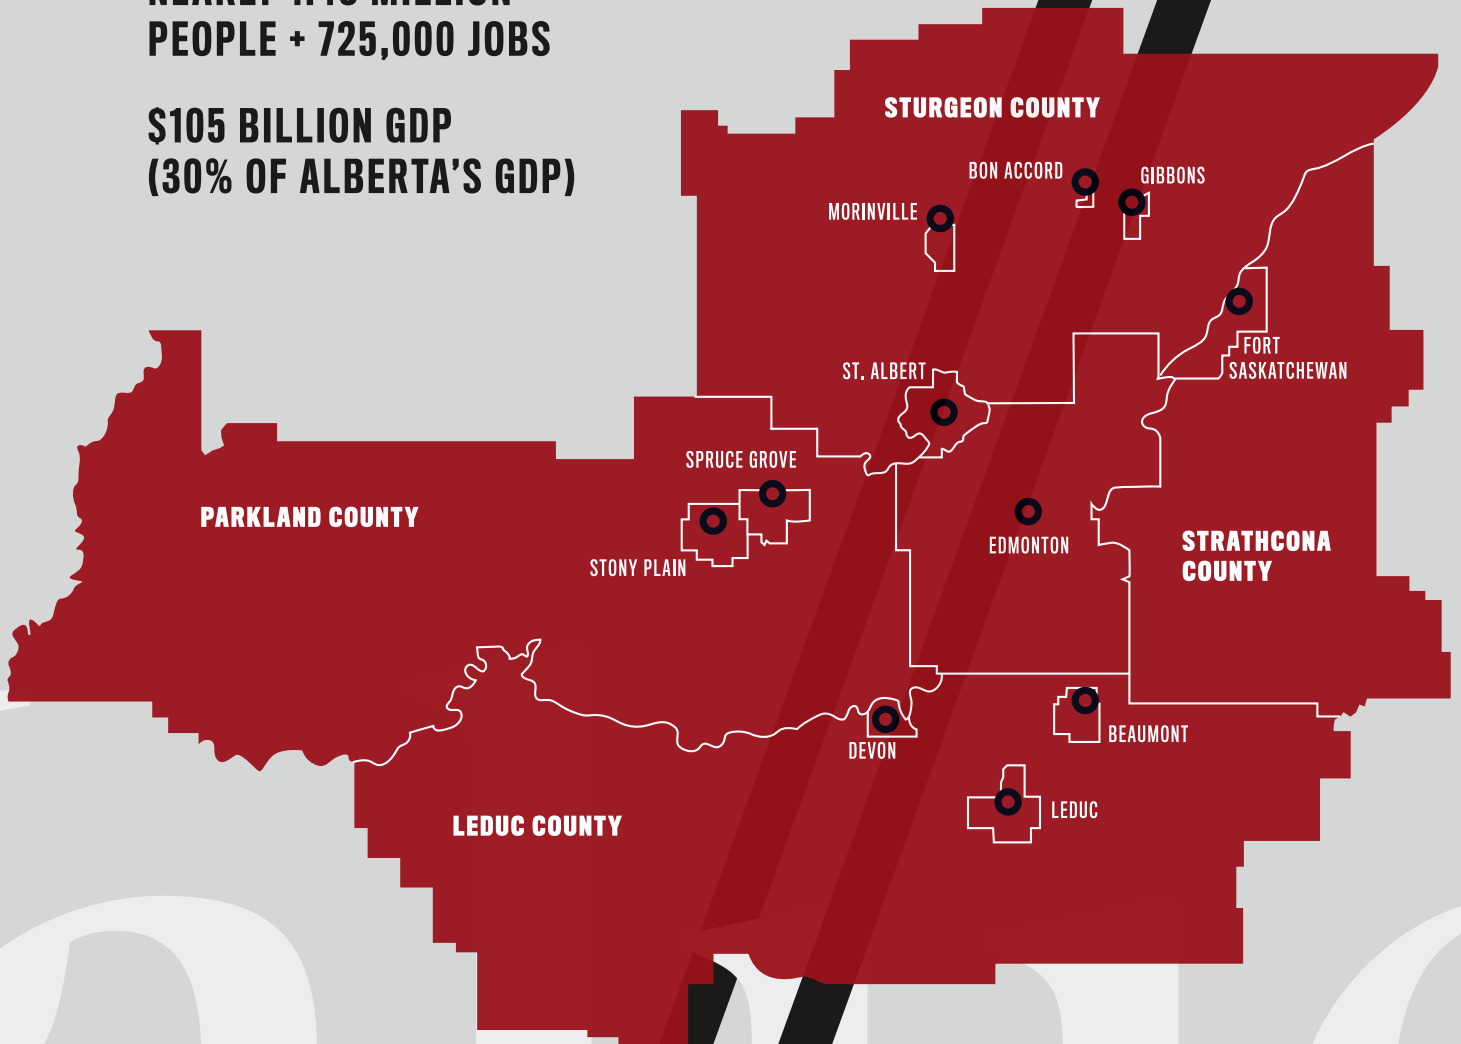 PEOPLE + 725,000 JOBS
$105 BILLION GDP
(30% OF ALBERTA'S GDP)
STURGEON COUNTY
BON ACCORD
GIBBONS
MORINVILLE
FORT
SASKATCHEWAN
ST. ALBERT
SPRUCE GROVE
PARKLAND COUNTY
STONY PLAIN
EDMONTON
STRATHCONA
COUNTY
BEAUMONT
DEVON
LEDUC
LEDUC COUNTY